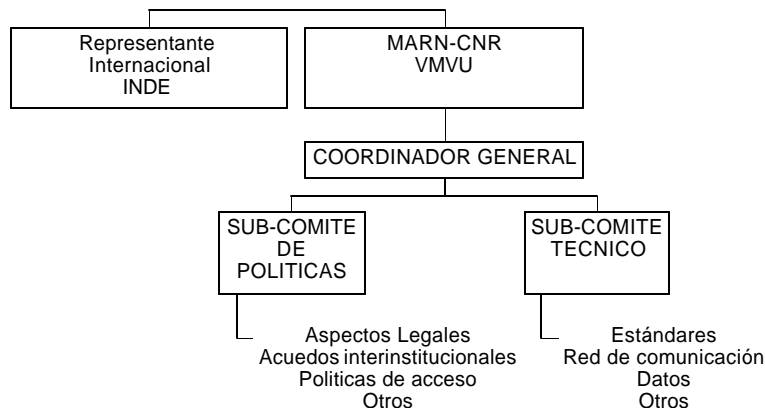 Representante
Internacional
INDE
MARN-CNR
VMVU
COORDINADOR GENERAL
SUB-COMITE
DE
POLITICAS
SUB-COMITE
TECNICO
Aspectos Legales
Acuedos interinstitucionales
Politicas de acceso
Otros
Estándares
Red de comunicación
Datos
Otros